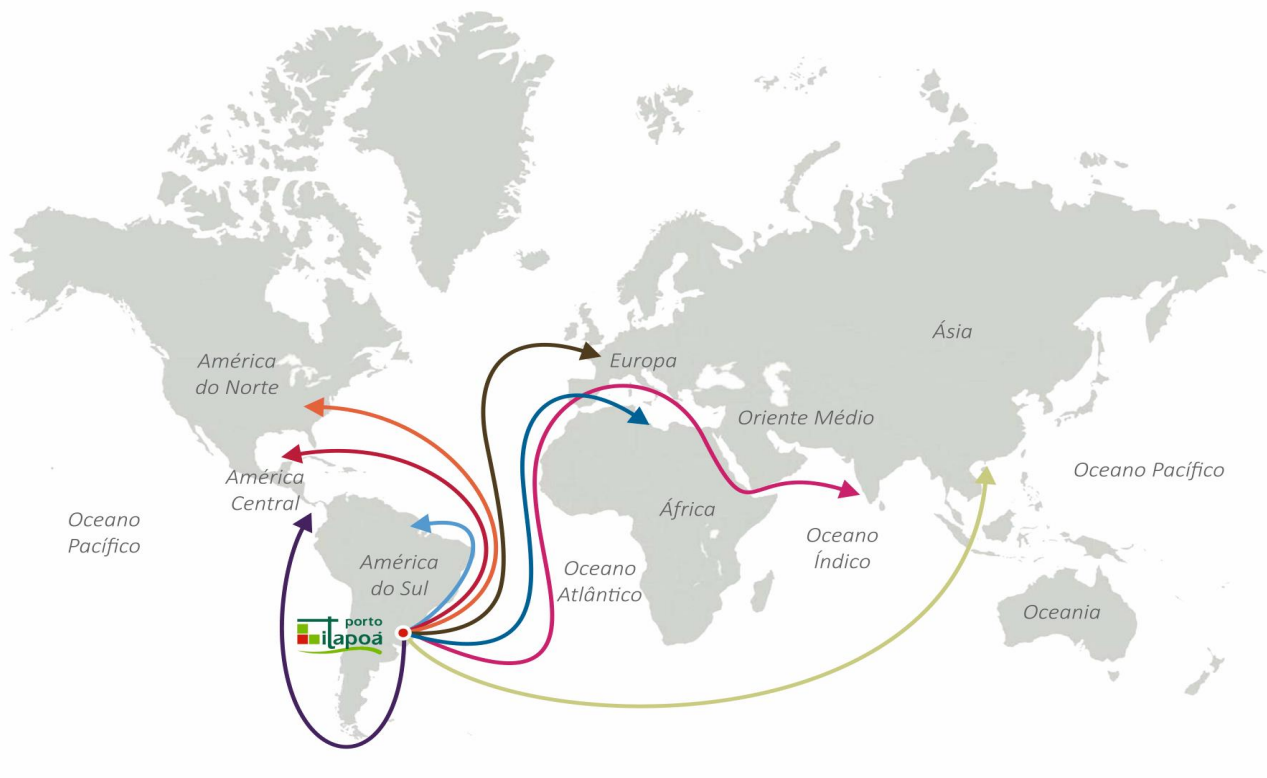 América
do Norte
América
Central
Oceano
Pacífico
América
do Sul
porto
itapoá
Europa
Ásia
Oriente Médio
África
Oceano
Atlântico
Oceano
Índico
Oceano Pacífico
Oceania